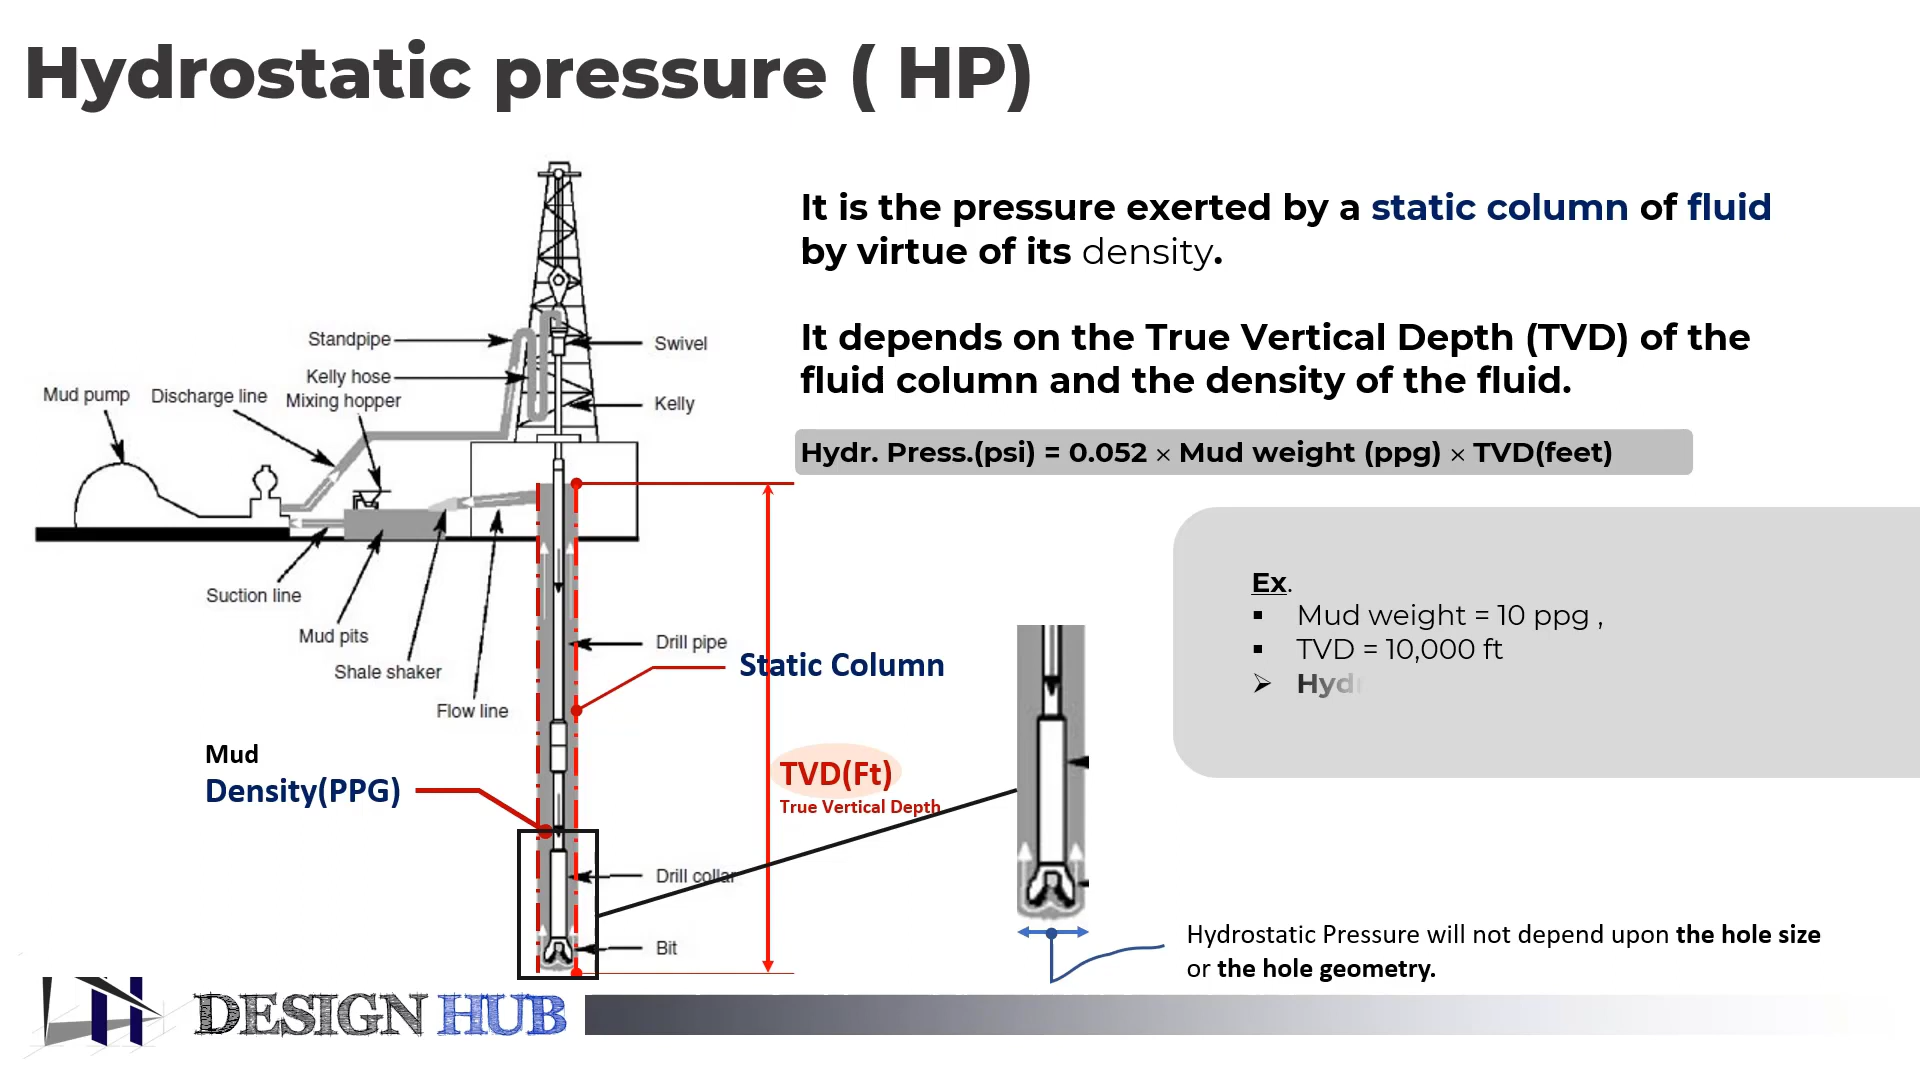 Hydrostatic pressure ( HP)
It is the pressure exerted by a static column of fluid
by virtue of its density.
It depends on the True Vertical Depth (TVD) of the
fluid column and the density of the fluid.
Hydr. Press.(psi) = 0.052 × Mud weight (ppg) × TVD(feet)
Ex.
▪ Mud weight = 10 ppg ,
▪ TVD = 10,000 ft
➢ Hyd
Standpipe
Swivel
Kelly hose
Mud pump
Discharge line
Mixing hopper
Kelly
Suction line
Mud pits
Shale shaker
Flow line
Drill pipe
Static Column
Mud
Density(PPG)
TVD(Ft)
True Vertical Depth
Drill collar
Bit
Hydrostatic Pressure will not depend upon the hole size
or the hole geometry.
DESIGN HUB